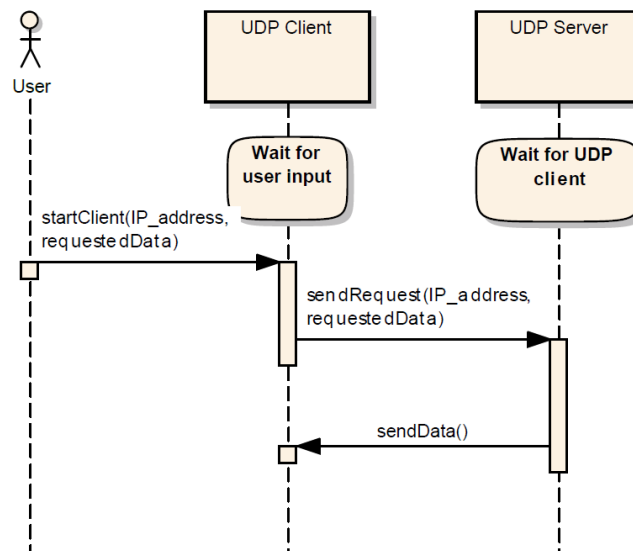 UDP Client
UDP Server
User
Wait for
user input
Wait for UDP
client
startClient(IP_address,
requestedData)
sendRequest(IP_address,
requestedData)
sendData()